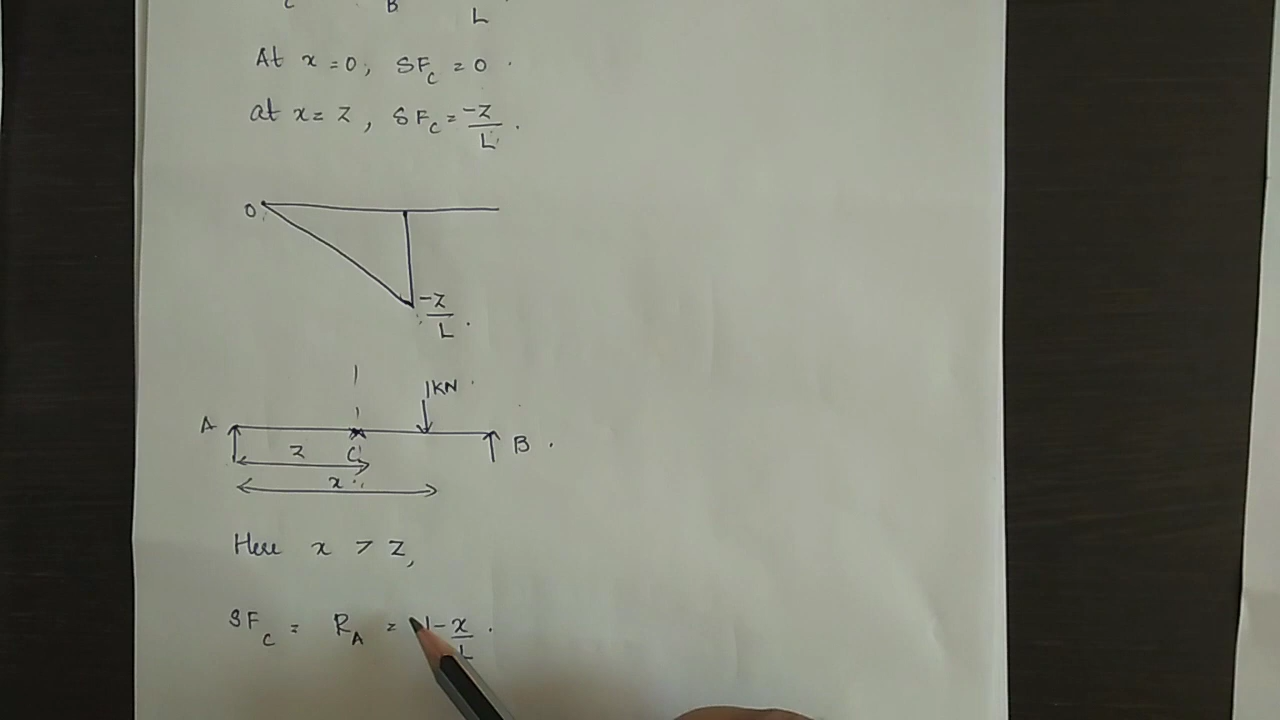 C B L
At x = 0, SF_C = 0 .
at x = z, SF_C = -z/L .
0
-z/L .
1KN
A B .
z C
x
Here x > z,
SF_C = R_A = 1 - x/L .